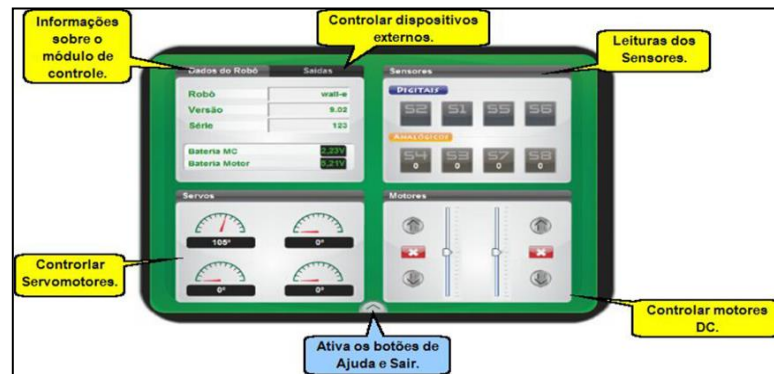 Informações
sobre o
módulo de
controle.
Controlar dispositivos
externos.
Leituras dos
Sensores.
Dados do Robô
Saídas
Robô
wall-e
Versão
9.02
Série
123
Bateria MC
2,23V
Bateria Motor
5,21V
Sensores
DIGITAIS
S2 S1 S5 S6
ANALÓGICOS
S4 S3 S7 S8
0 0 0 0
Servos
105° 0°
0° 0°
Motores
Controrlar
Servomotores.
Controlar motores
DC.
Ativa os botões de
Ajuda e Sair.